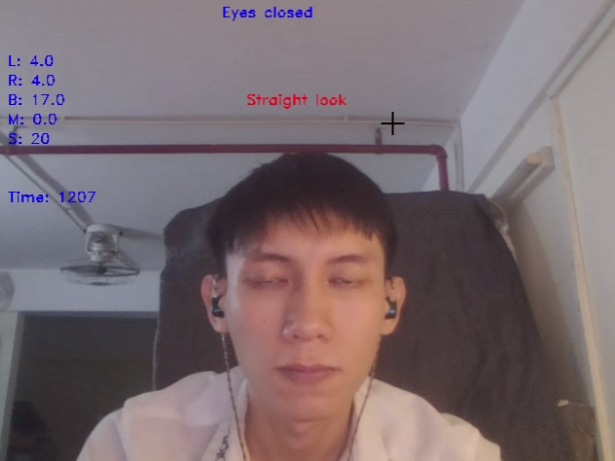 Eyes closed
L: 4.0
R: 4.0
B: 17.0
Straight look
M: 0.0
S: 20
Time: 1207